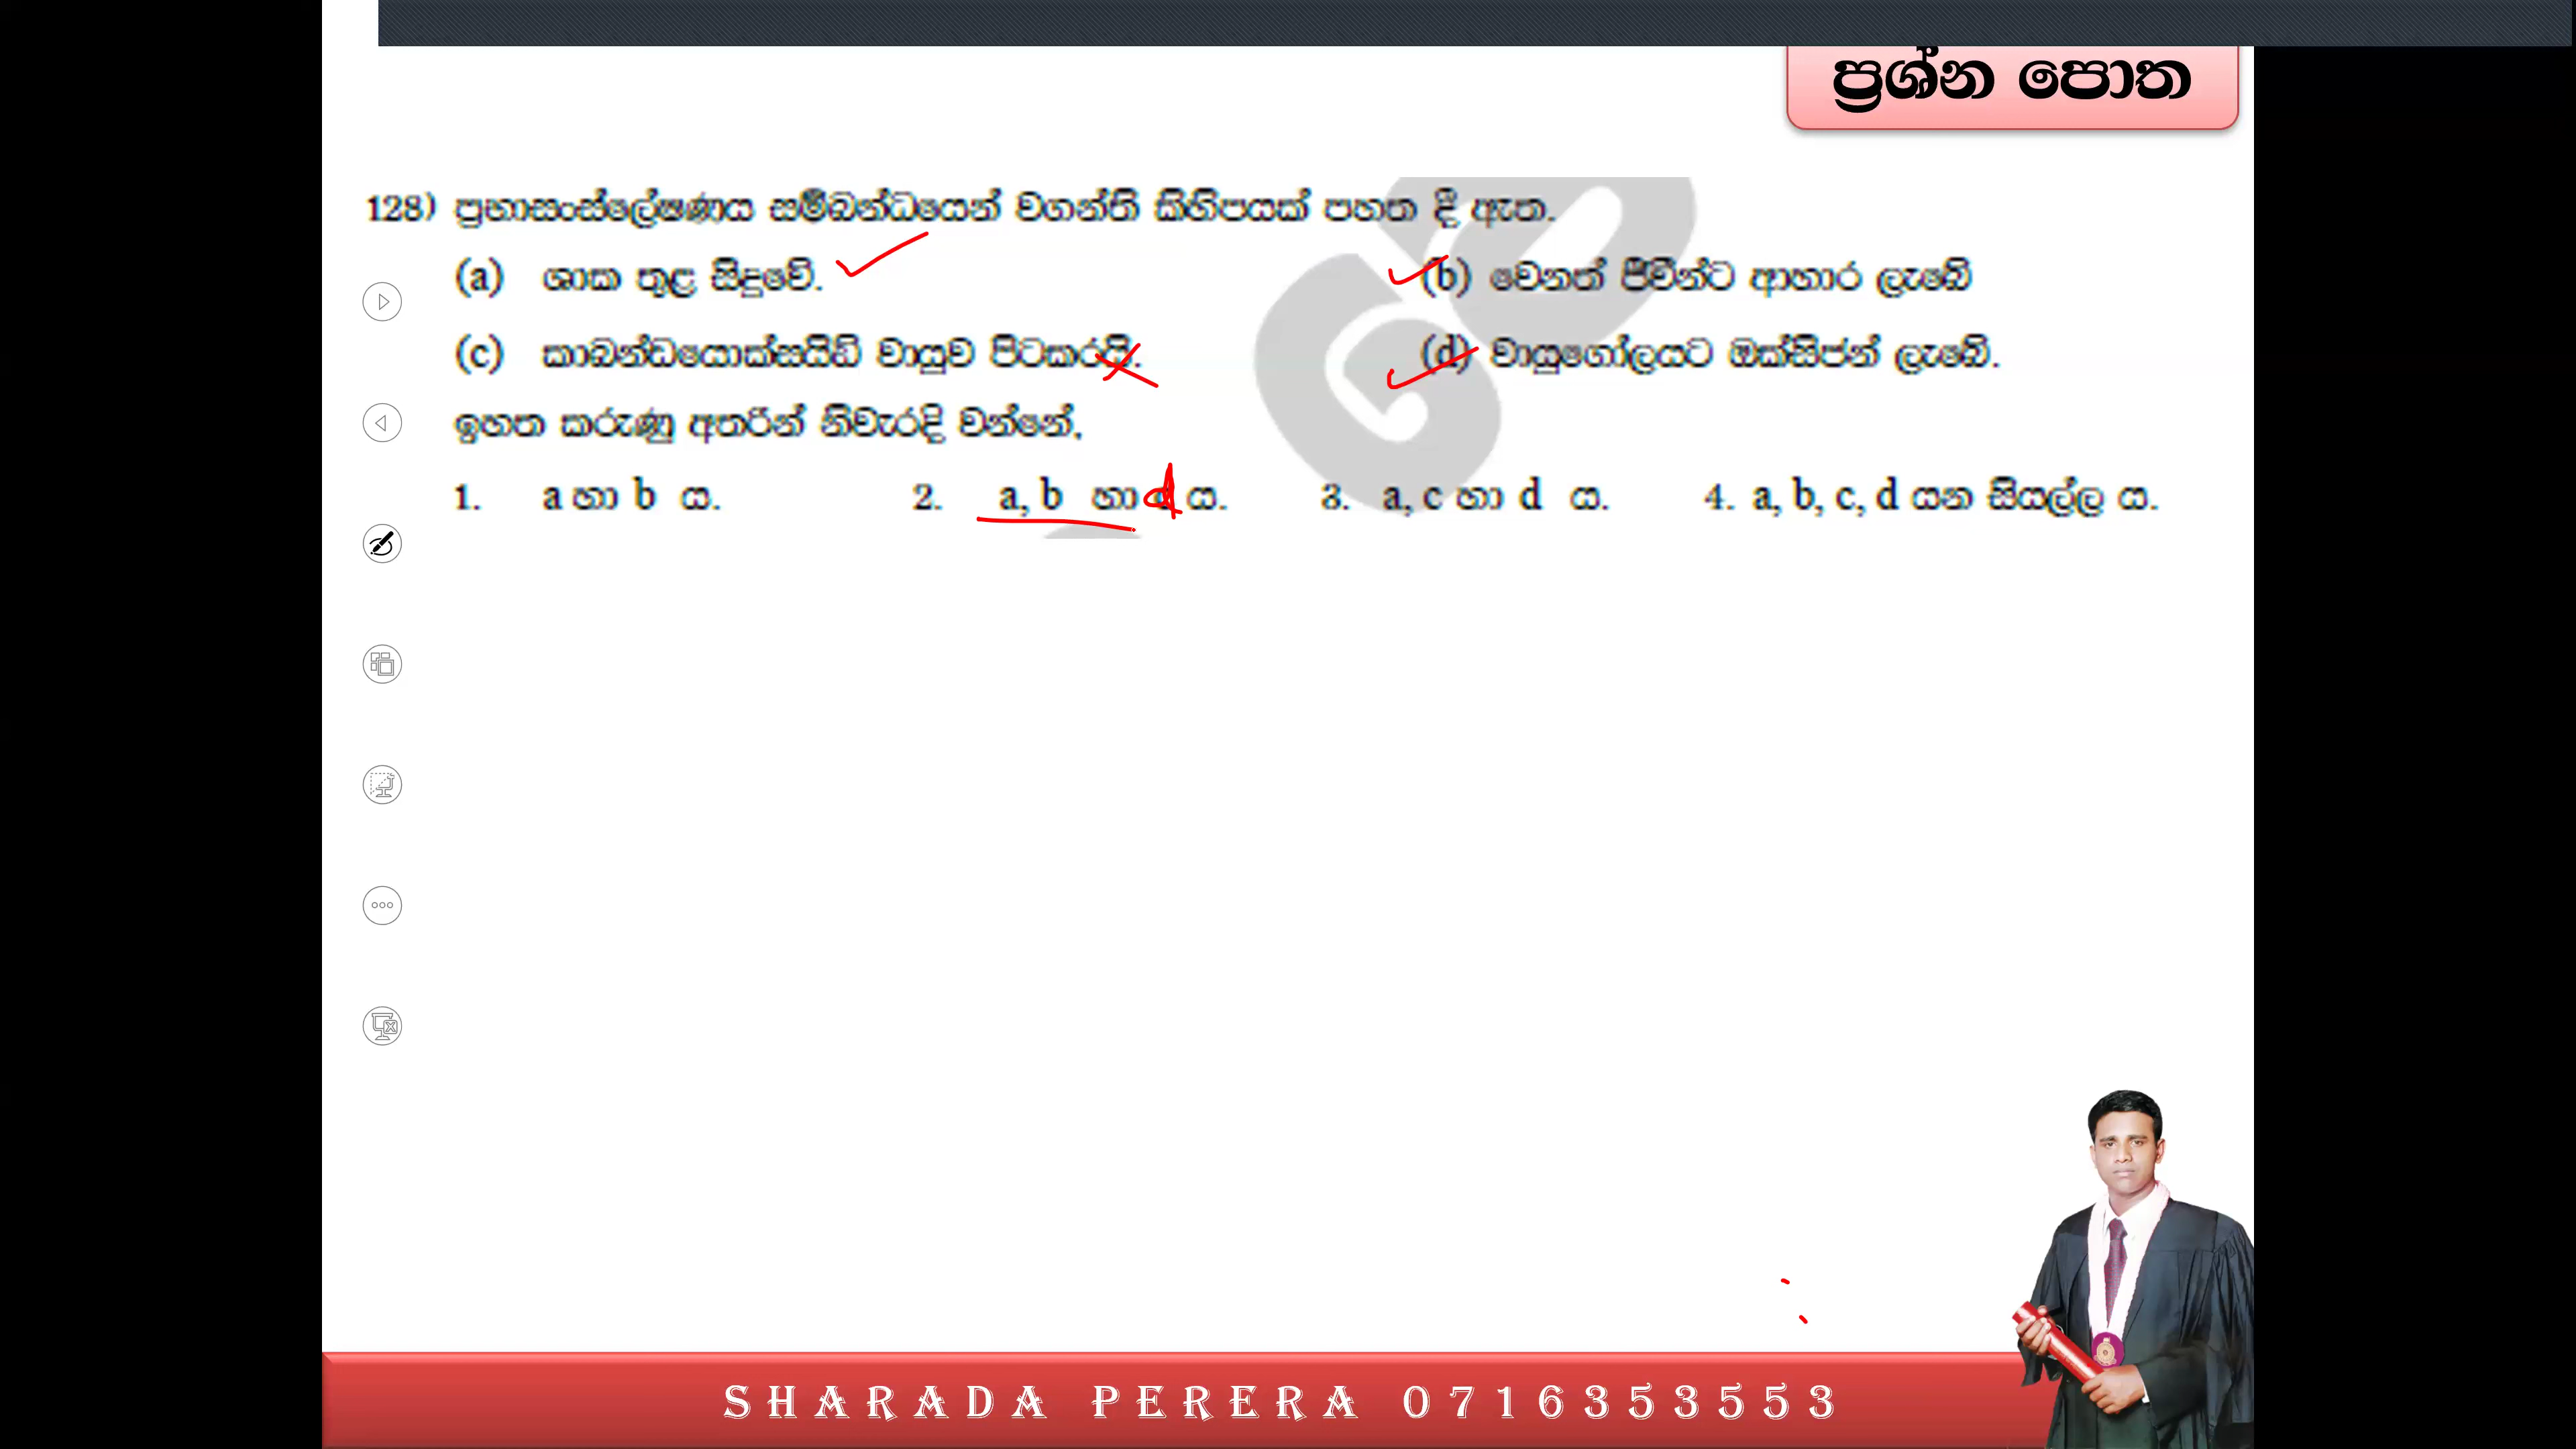 ප්‍රශ්න පොත
128) ප්‍රභාසංස්ලේෂණය සම්බන්ධයෙන් වගන්ති කිහිපයක් පහත දී ඇත.
(a) ශාක තුළ සිදුවේ. (b) වෙනත් ජීවීන්ට ආහාර ලැබේ
(c) කාබන්ඩයොක්සයිඩ් වායුව පිටකරයි. (d) වායුගෝලයට ඔක්සිජන් ලැබේ.
ඉහත කරුණු අතරින් නිවැරදි වන්නේ,
1. a හා b ය. 2. a, b හා d ය. 3. a, c හා d ය. 4. a, b, c, d යන සියල්ල ය.
SHARADA PERERA 0716353553